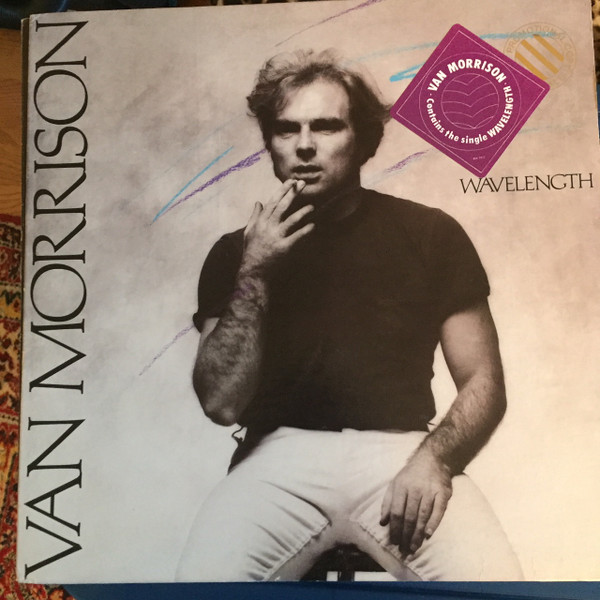 VAN MORRISON
VAN MORRISON
Contains the single WAVELENGTH
WAVELENGTH